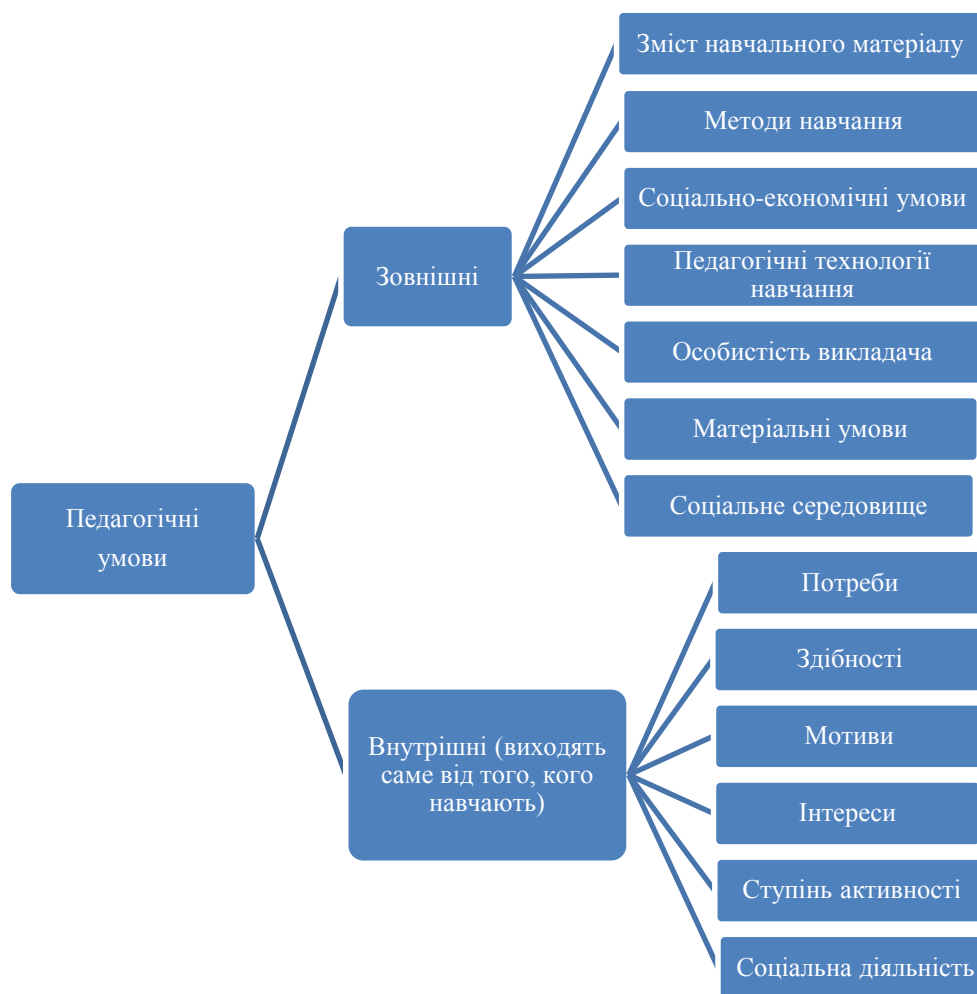 Зміст навчального матеріалу
Методи навчання
Соціально-економічні умови
Зовнішні
Педагогічні технології
навчання
Особистість викладача
Матеріальні умови
Соціальне середовище
Педагогічні
умови
Потреби
Здібності
Внутрішні (виходять
саме від того, кого
навчають)
Мотиви
Інтереси
Ступінь активності
Соціальна діяльність